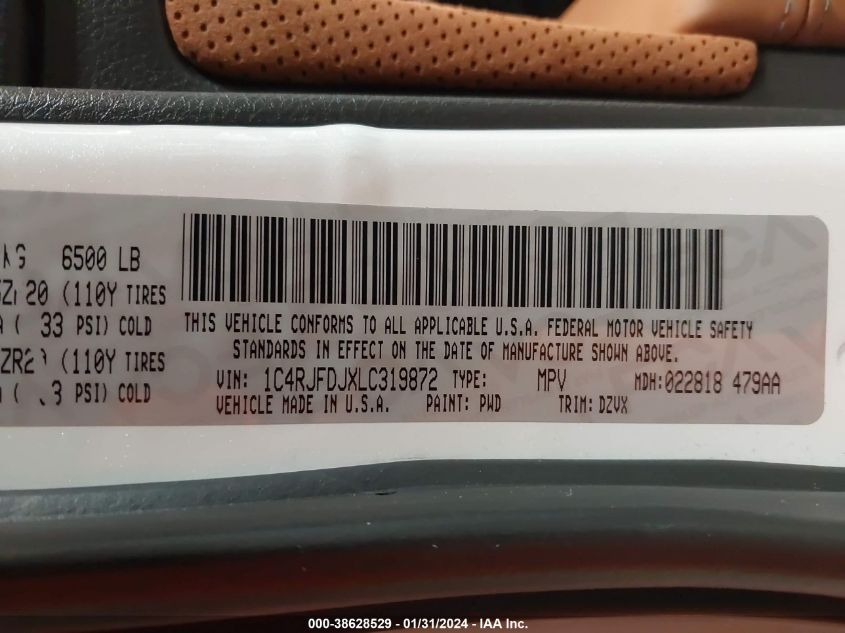 6500 LB
20 (110Y TIRES
( 33 PSI) COLD
(110Y TIRES
PSI) COLD
THIS VEHICLE CONFORMS TO ALL APPLICABLE U.S.A. FEDERAL MOTOR VEHICLE SAFETY
STANDARDS IN EFFECT ON THE DATE OF MANUFACTURE SHOWN ABOVE.
VIN: 1C4RJFDJXLC319872 TYPE: MPV MDH:022818 479AA
VEHICLE MADE IN U.S.A. PAINT: PWD TRIM: DZVX
000-38628529 - 01/31/2024 - IAA Inc.